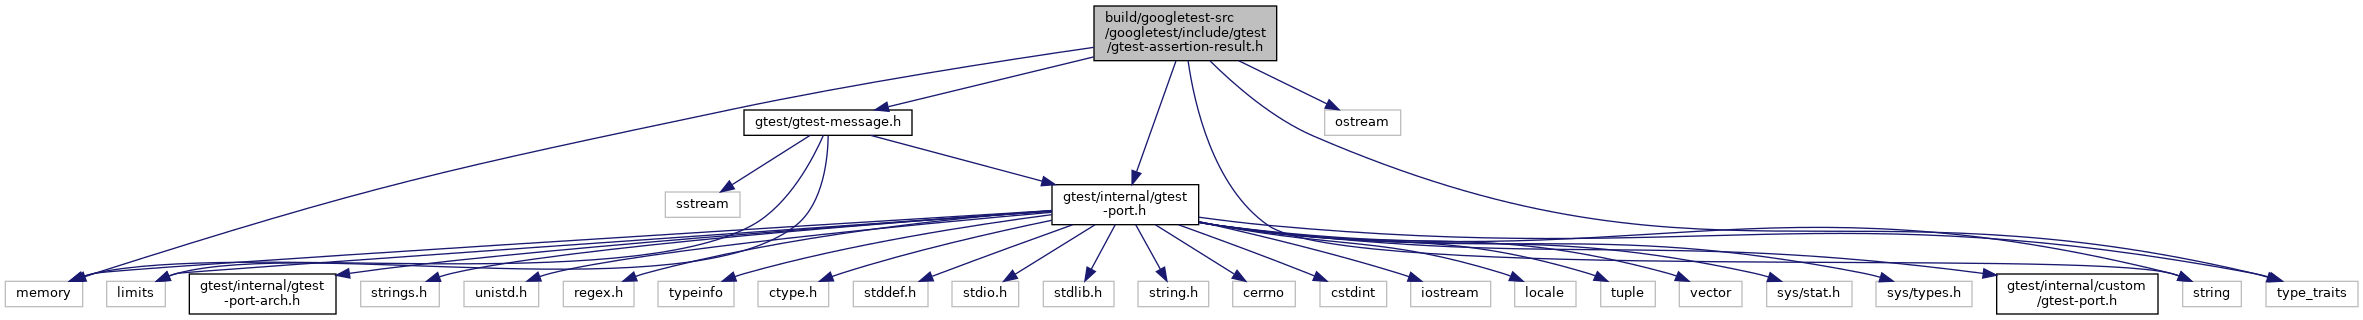 build/googletest-src
/googletest/include/gtest
/gtest-assertion-result.h
gtest/gtest-message.h
ostream
sstream
gtest/internal/gtest
-port.h
memory
limits
gtest/internal/gtest
-port-arch.h
strings.h
unistd.h
regex.h
typeinfo
ctype.h
stddef.h
stdio.h
stdlib.h
string.h
cerrno
cstdint
iostream
locale
tuple
vector
sys/stat.h
sys/types.h
gtest/internal/custom
/gtest-port.h
string
type_traits